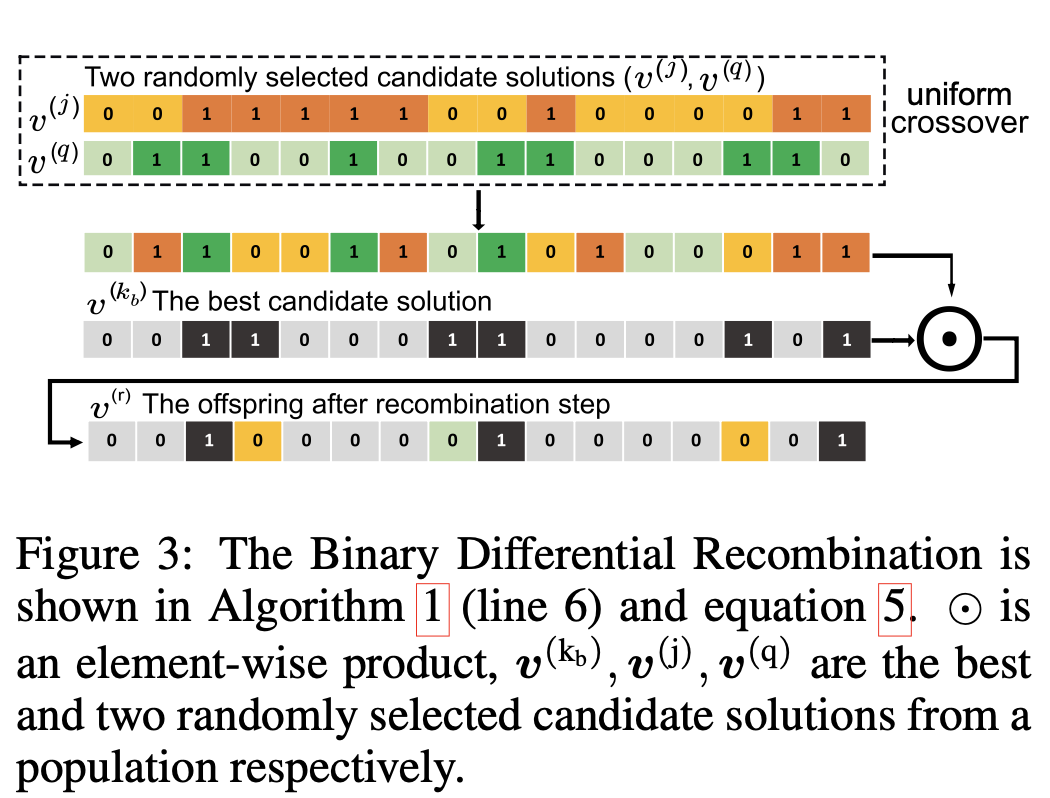 Two randomly selected candidate solutions (v^(j), v^(q))
uniform
crossover
v^(j) 0 0 1 1 1 1 1 0 0 1 0 0 0 0 1 1
v^(q) 0 1 1 0 0 1 0 0 1 1 0 0 0 1 1 0
0 1 1 0 0 1 1 0 1 0 1 0 0 0 1 1
v^(k_b) The best candidate solution
0 0 1 1 0 0 0 1 1 0 0 0 0 1 0 1
v^(r) The offspring after recombination step
0 0 1 0 0 0 0 0 1 0 0 0 0 0 0 1
Figure 3: The Binary Differential Recombination is
shown in Algorithm 1 (line 6) and equation 5. ⊙ is
an element-wise product, v^(k_b), v^(j), v^(q) are the best
and two randomly selected candidate solutions from a
population respectively.